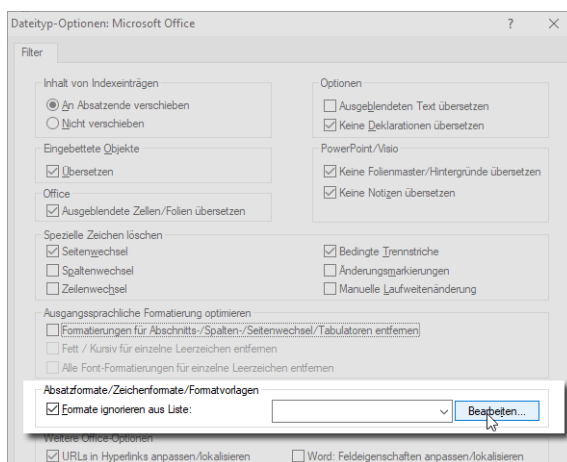 Dateityp-Optionen: Microsoft Office ? ×
Filter
Inhalt von Indexeinträgen
An Absatzende verschieben
Nicht verschieben
Optionen
Ausgeblendeten Text übersetzen
Keine Deklarationen übersetzen
Eingebettete Objekte
Übersetzen
PowerPoint/Visio
Keine Folienmaster/Hintergründe übersetzen
Keine Notizen übersetzen
Office
Ausgeblendete Zellen/Folien übersetzen
Spezielle Zeichen löschen
Seitenwechsel
Spaltenwechsel
Zeilenwechsel
Bedingte Trennstriche
Änderungsmarkierungen
Manuelle Laufweitenänderung
Ausgangssprachliche Formatierung optimieren
Formatierungen für Abschnitts-/Spalten-/Seitenwechsel/Tabulatoren entfernen
Fett / Kursiv für einzelne Leerzeichen entfernen
Alle Font-Formatierungen für einzelne Leerzeichen entfernen
Absatzformate/Zeichenformate/Formatvorlagen
Formate ignorieren aus Liste: Bearbeiten...
Weitere Office-Optionen
URLs in Hyperlinks anpassen/lokalisieren
Word: Feldeigenschaften anpassen/lokalisieren